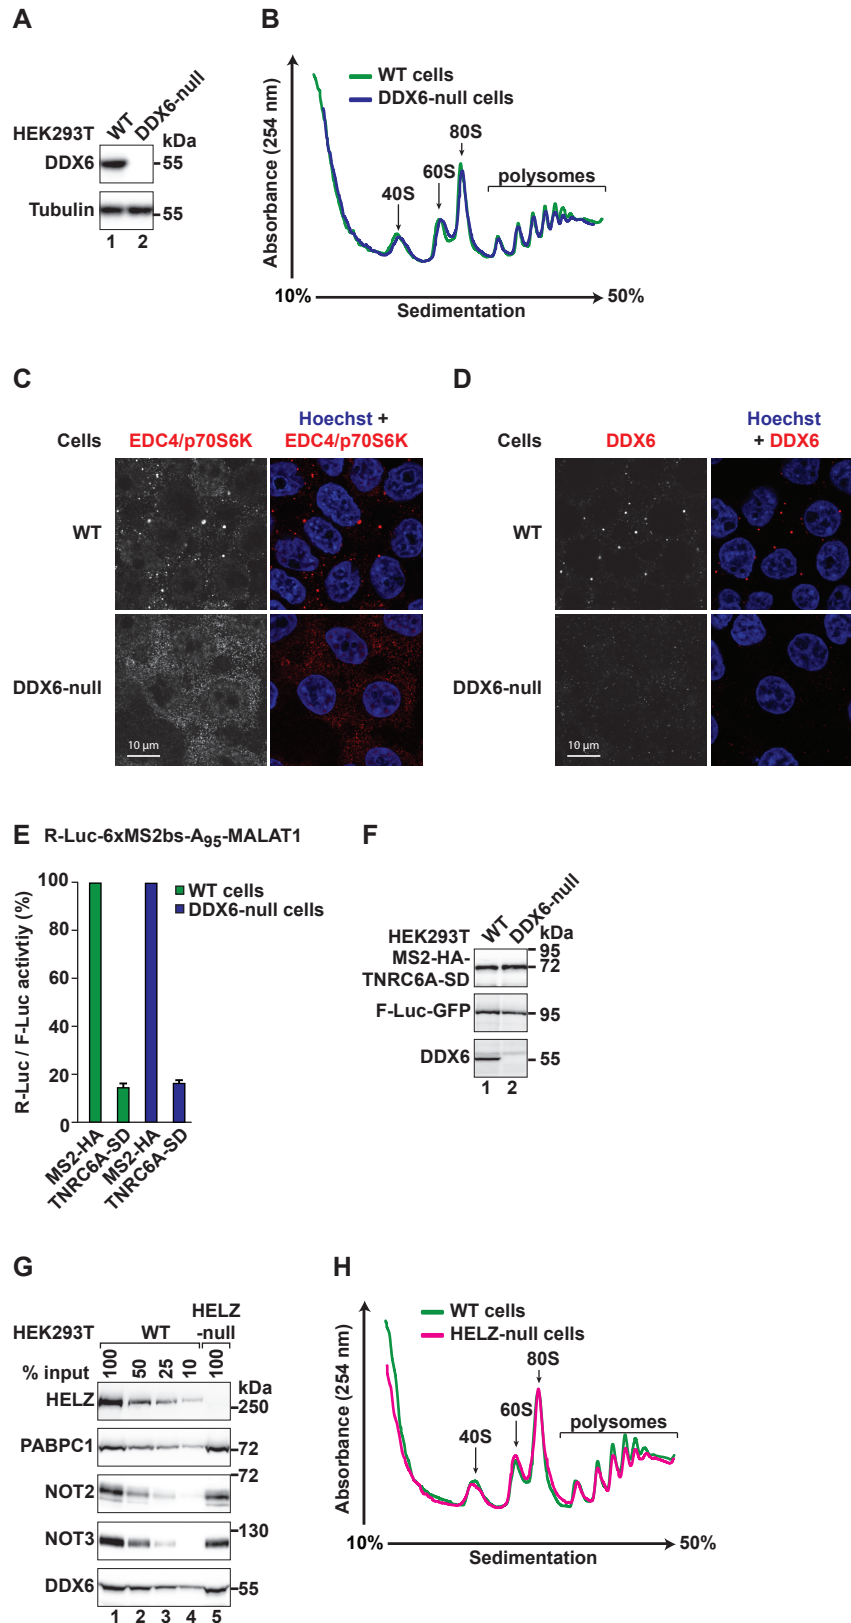 A
HEK293T
WT
DDX6-null
kDa
DDX6
55
Tubulin
55
1 2
B
Absorbance (254 nm)
WT cells
DDX6-null cells
40S
60S
80S
polysomes
10%
50%
Sedimentation
C
Cells
EDC4/p70S6K
Hoechst +
EDC4/p70S6K
WT
DDX6-null
10 µm
D
Cells
DDX6
Hoechst
+ DDX6
WT
DDX6-null
10 µm
E
R-Luc-6xMS2bs-A95-MALAT1
R-Luc / F-Luc activtiy (%)
100
80
60
40
20
0
WT cells
DDX6-null cells
MS2-HA
TNRC6A-SD
MS2-HA
TNRC6A-SD
F
HEK293T
WT
DDX6-null
kDa
MS2-HA-
TNRC6A-SD
95
72
F-Luc-GFP
95
DDX6
55
1 2
G
HEK293T
WT
HELZ
-null
% input
100 50 25 10 100
kDa
HELZ
250
PABPC1
72
NOT2
72
NOT3
130
DDX6
55
1 2 3 4 5
H
Absorbance (254 nm)
WT cells
HELZ-null cells
40S
60S
80S
polysomes
10%
50%
Sedimentation